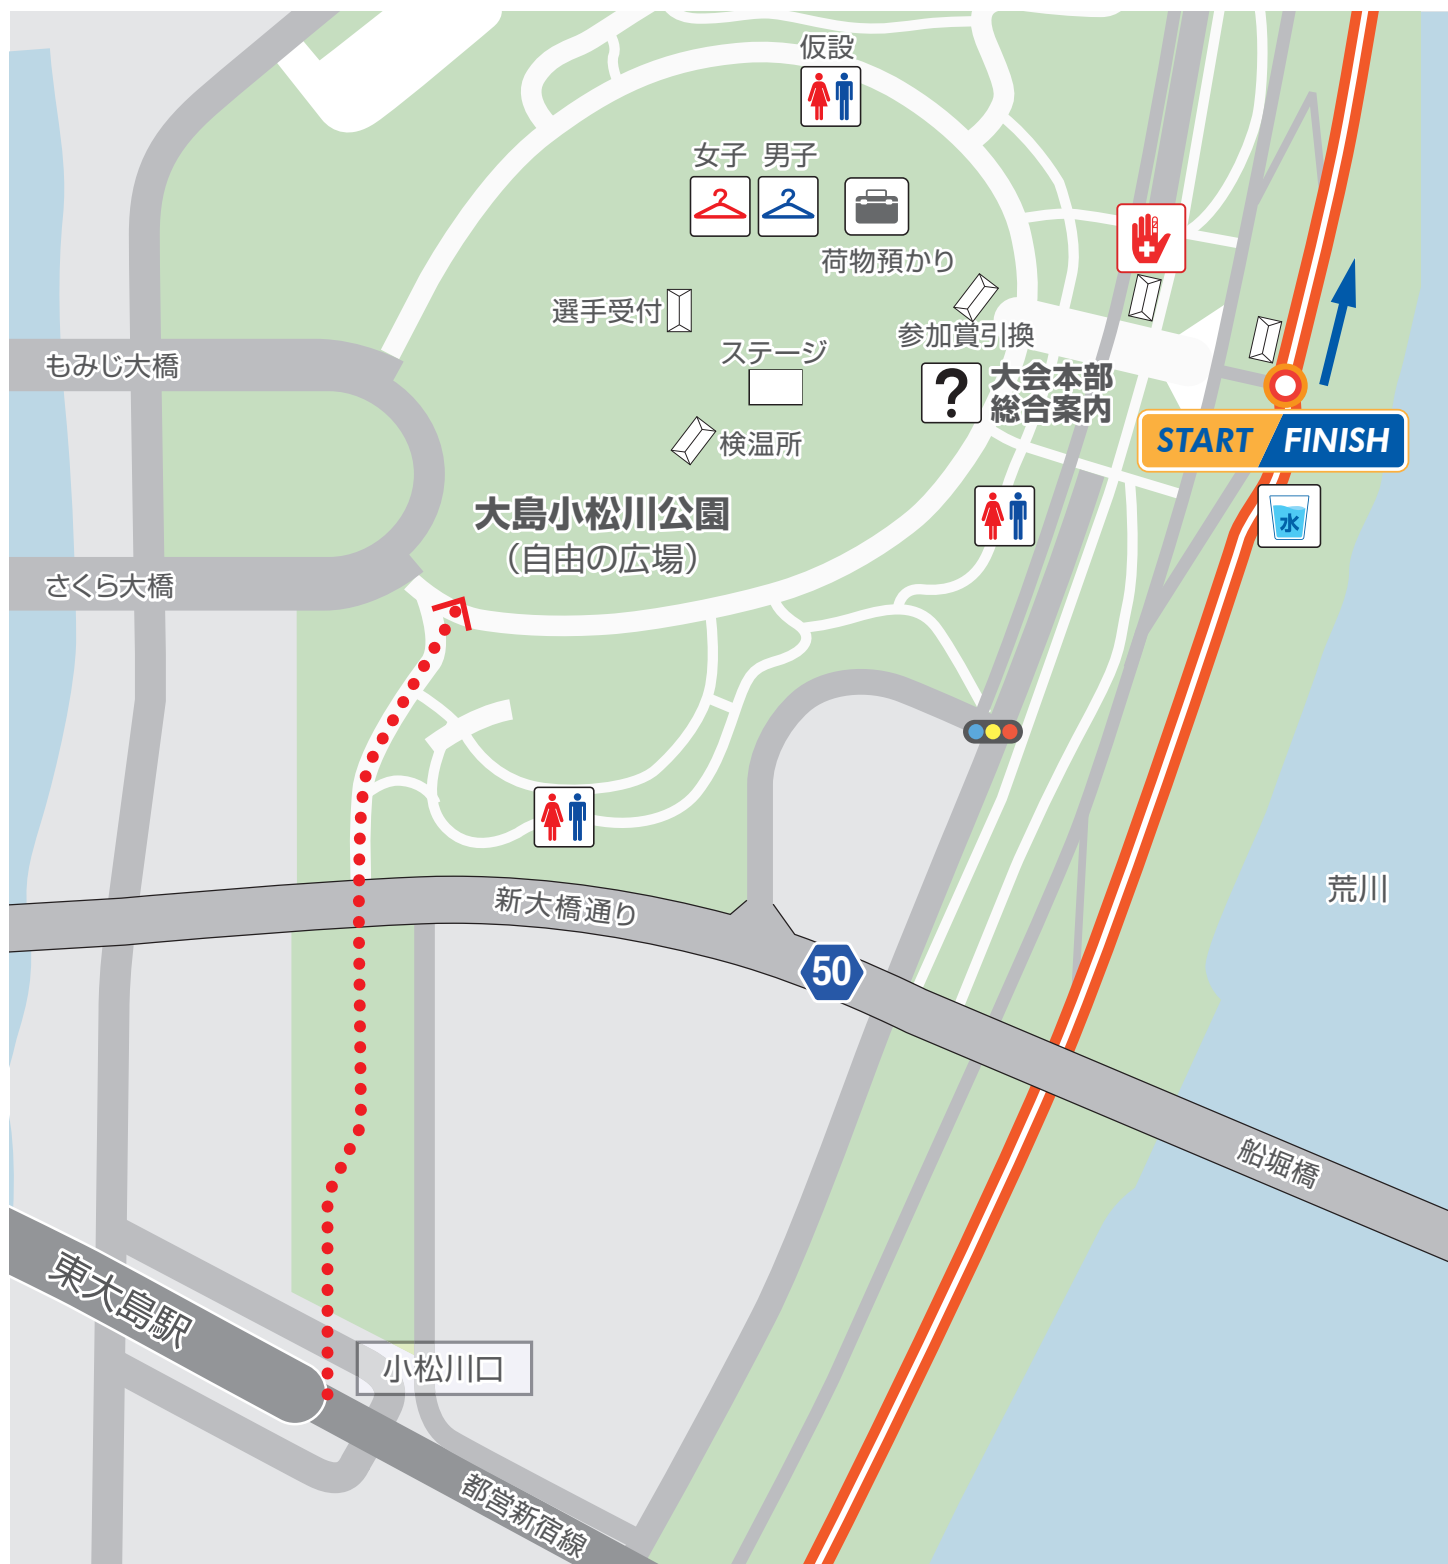 仮設
女子 男子
荷物預かり
選手受付
参加賞引換
ステージ
もみじ大橋
?
大会本部
総合案内
START FINISH
検温所
大島小松川公園
(自由の広場)
水
さくら大橋
荒川
新大橋通り
50
船堀橋
東大島駅
小松川口
都営新宿線